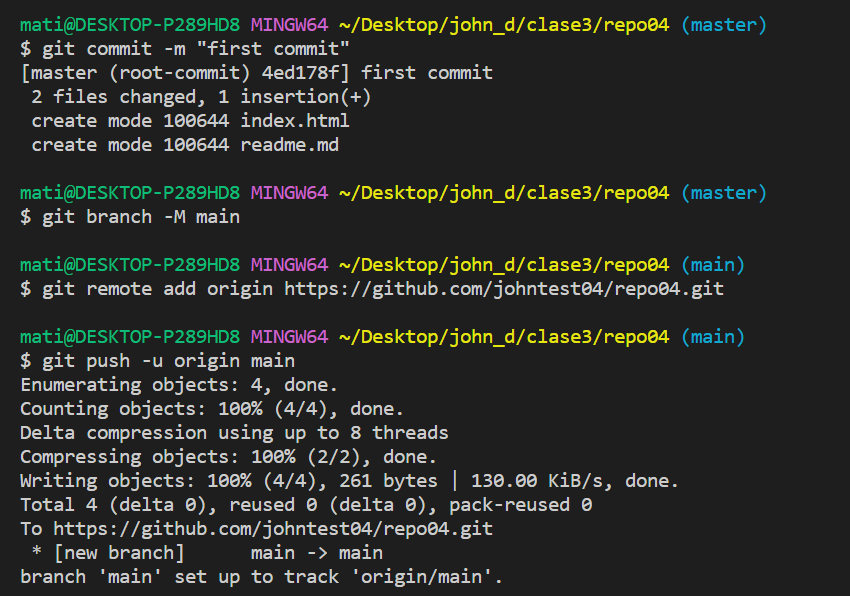 mati@DESKTOP-P289HD8 MINGW64 ~/Desktop/john_d/clase3/repo04 (master)
$ git commit -m "first commit"
[master (root-commit) 4ed178f] first commit
 2 files changed, 1 insertion(+)
 create mode 100644 index.html
 create mode 100644 readme.md

mati@DESKTOP-P289HD8 MINGW64 ~/Desktop/john_d/clase3/repo04 (master)
$ git branch -M main

mati@DESKTOP-P289HD8 MINGW64 ~/Desktop/john_d/clase3/repo04 (main)
$ git remote add origin https://github.com/johntest04/repo04.git

mati@DESKTOP-P289HD8 MINGW64 ~/Desktop/john_d/clase3/repo04 (main)
$ git push -u origin main
Enumerating objects: 4, done.
Counting objects: 100% (4/4), done.
Delta compression using up to 8 threads
Compressing objects: 100% (2/2), done.
Writing objects: 100% (4/4), 261 bytes | 130.00 KiB/s, done.
Total 4 (delta 0), reused 0 (delta 0), pack-reused 0
To https://github.com/johntest04/repo04.git
 * [new branch]      main -> main
branch 'main' set up to track 'origin/main'.